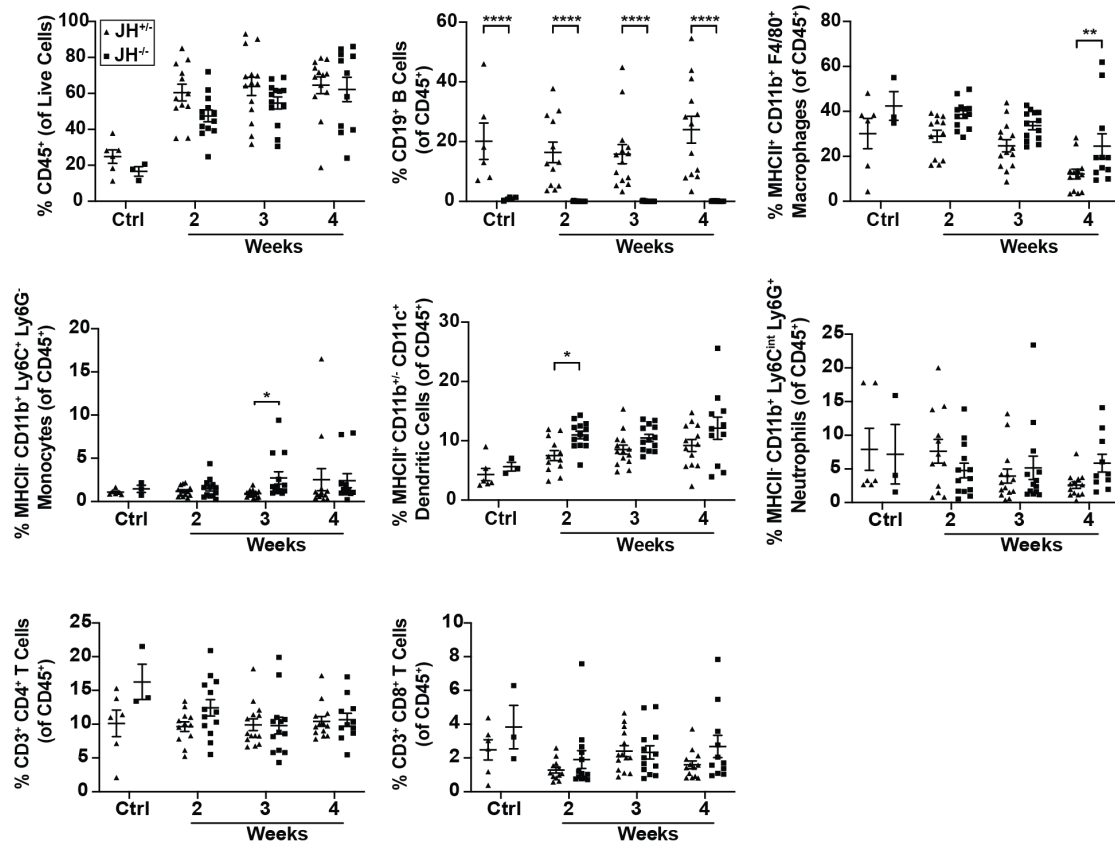 % CD45⁺ (of Live Cells)
▲ JH⁺/⁻
■ JH⁻/⁻
100
80
60
40
20
0
Ctrl 2 3 4
Weeks
% CD19⁺ B Cells
(of CD45⁺)
**** **** **** ****
60
40
20
0
Ctrl 2 3 4
Weeks
% MHCII⁺ CD11b⁺ F4/80⁺
Macrophages (of CD45⁺)
**
80
60
40
20
0
Ctrl 2 3 4
Weeks
% MHCII⁻ CD11b⁺ Ly6C⁺ Ly6G⁻
Monocytes (of CD45⁺)
*
20
15
10
5
0
Ctrl 2 3 4
Weeks
% MHCII⁺ CD11b⁺/⁻ CD11c⁺
Dendritic Cells (of CD45⁺)
*
30
20
10
0
Ctrl 2 3 4
Weeks
% MHCII⁻ CD11b⁺ Ly6Cⁱⁿᵗ Ly6G⁺
Neutrophils (of CD45⁺)
25
20
15
10
5
0
Ctrl 2 3 4
Weeks
% CD3⁺ CD4⁺ T Cells
(of CD45⁺)
25
20
15
10
5
0
Ctrl 2 3 4
Weeks
% CD3⁺ CD8⁺ T Cells
(of CD45⁺)
10
8
6
4
2
0
Ctrl 2 3 4
Weeks